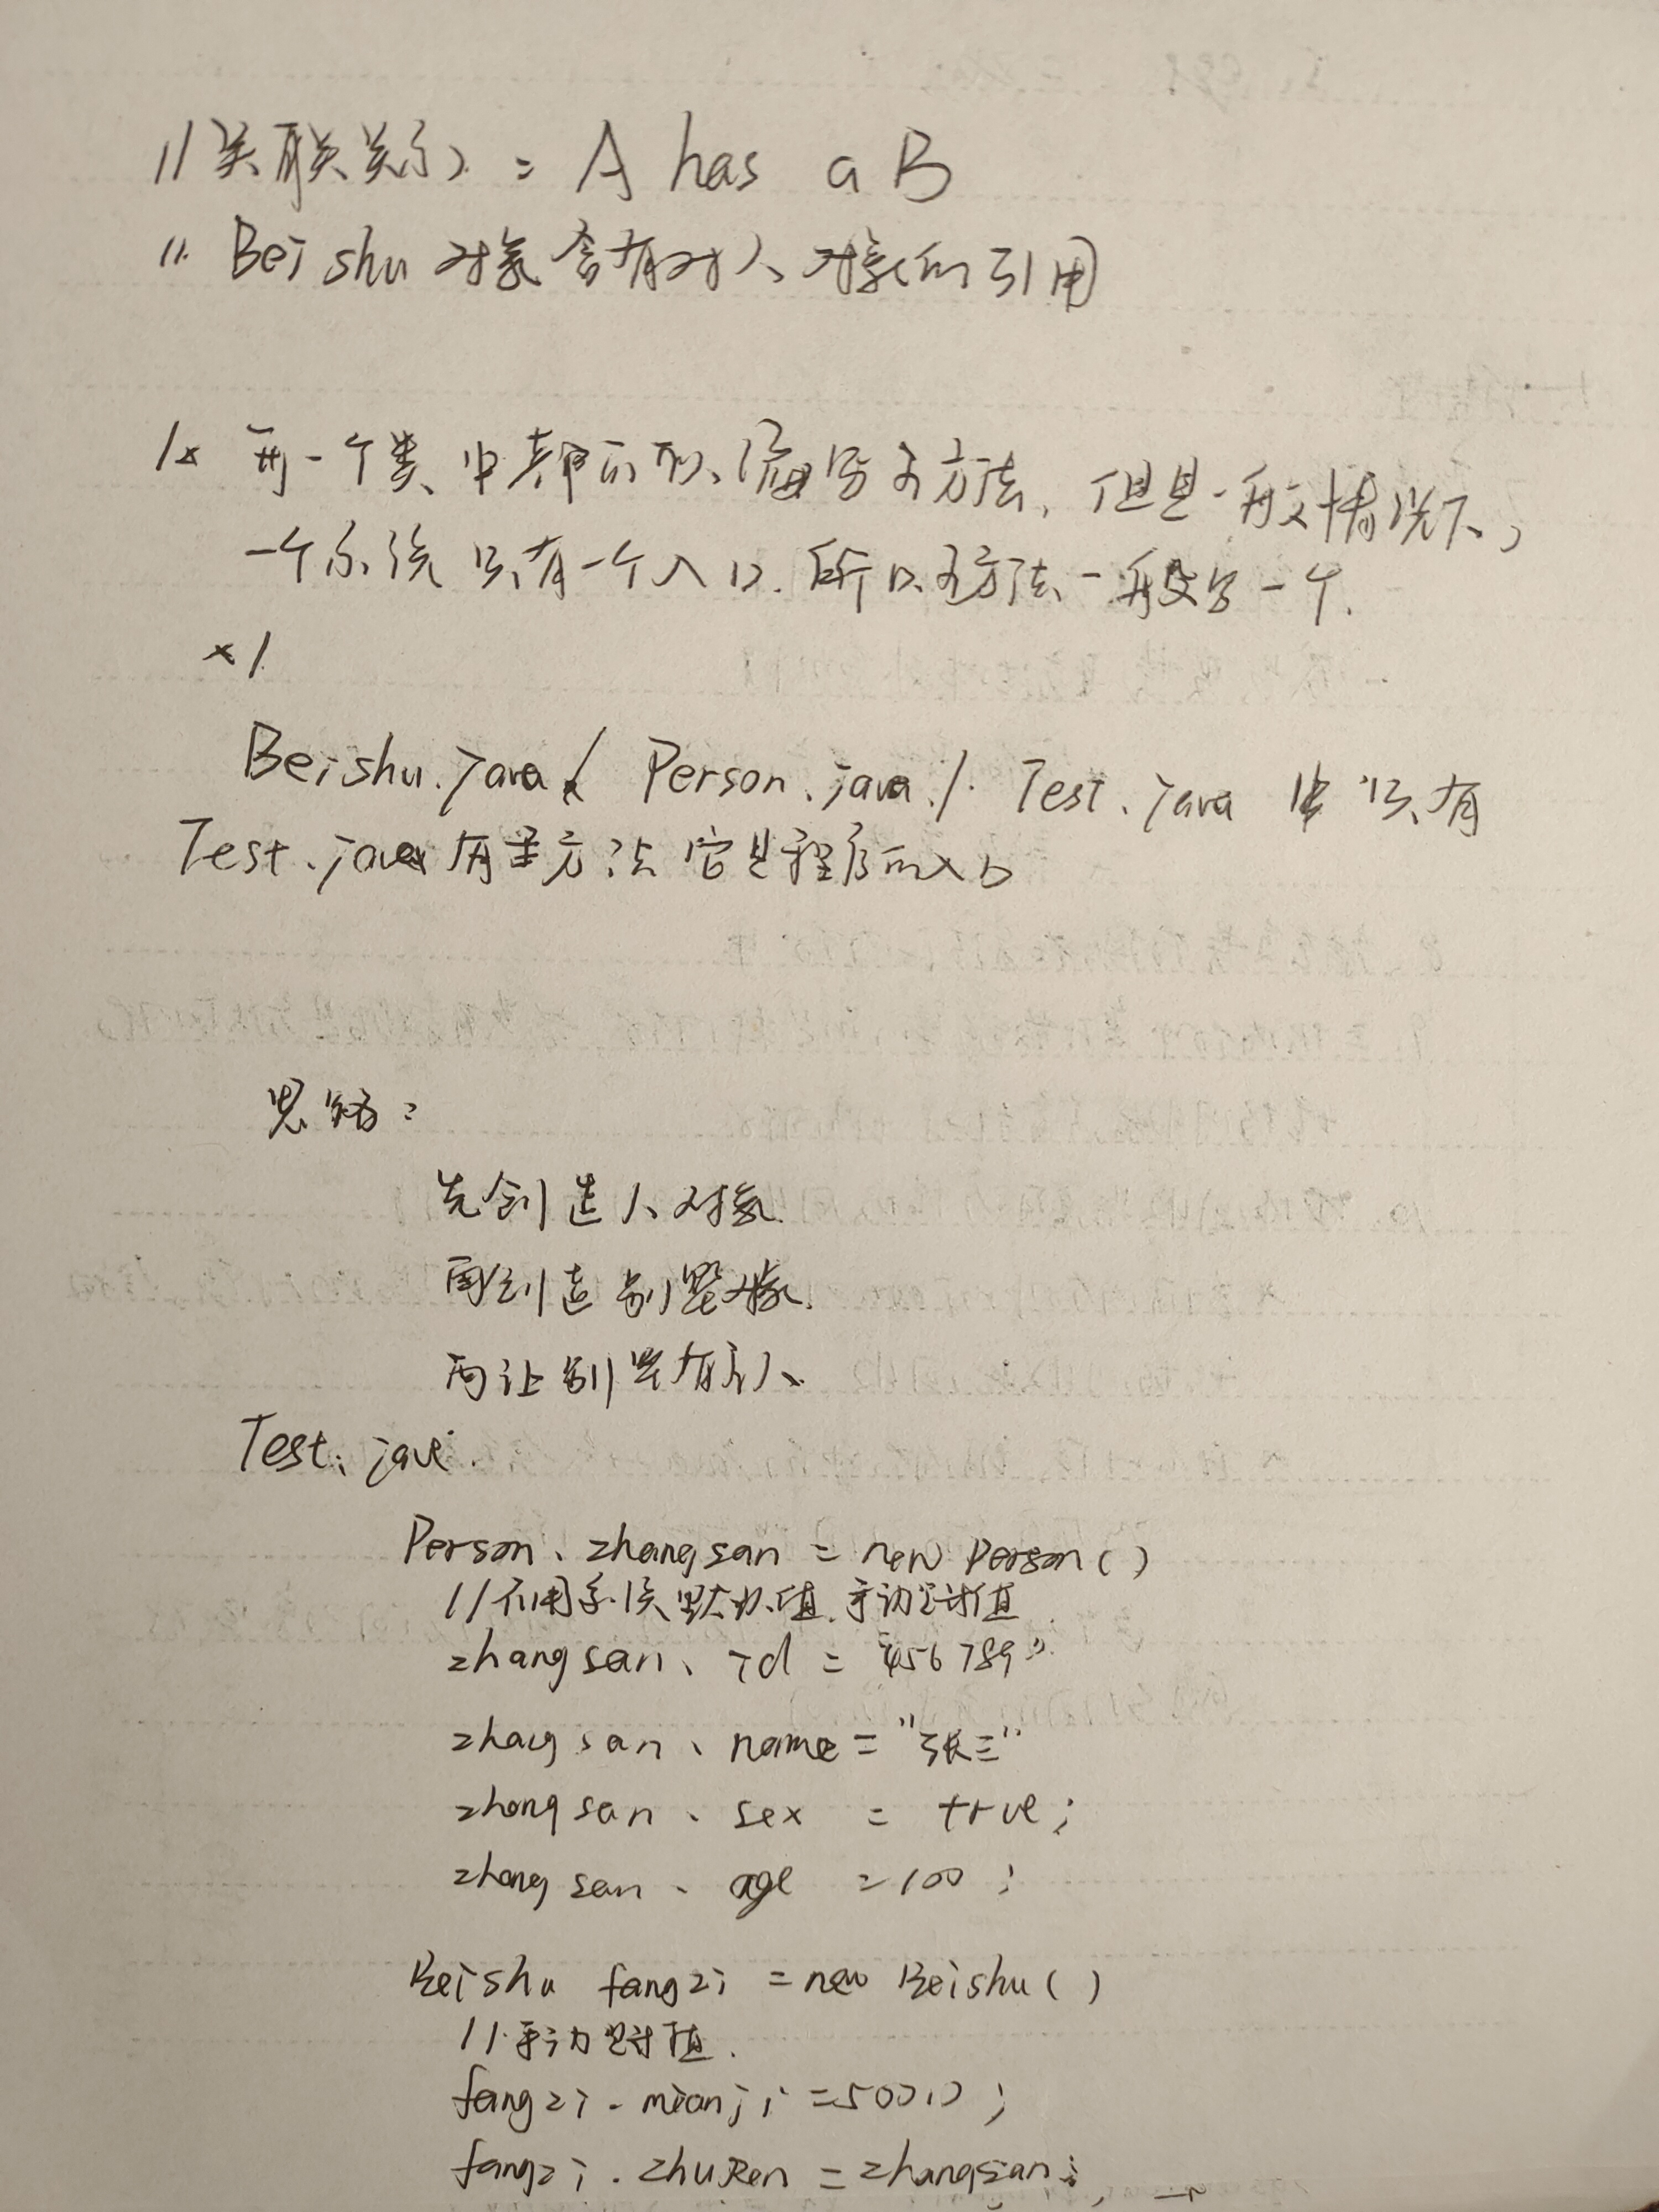 //关联关系: A has a B
// Beishu 对象含有对人对象的引用
/* 每一个类中都可以编写主方法, 但是一般情况下,
一个系统只有一个入口. 所以主方法一般写一个.
*/
Beishu.java / Person.java / Test.java 中只有
Test.java 有主方法 它是程序的入口
思路:
先创造人对象
再创造别墅对象.
再让别墅有主人
Test.java
Person. zhangsan = new Person()
//不用系统默认值. 手动赋值
zhangsan. id = "456789"
zhangsan. name = "张三"
zhangsan. sex = true;
zhangsan. age = 100;
Beishu fangzi = new Beishu()
//手动赋值.
fangzi. mianji = 500.0;
fangzi. zhuRen = zhangsan;